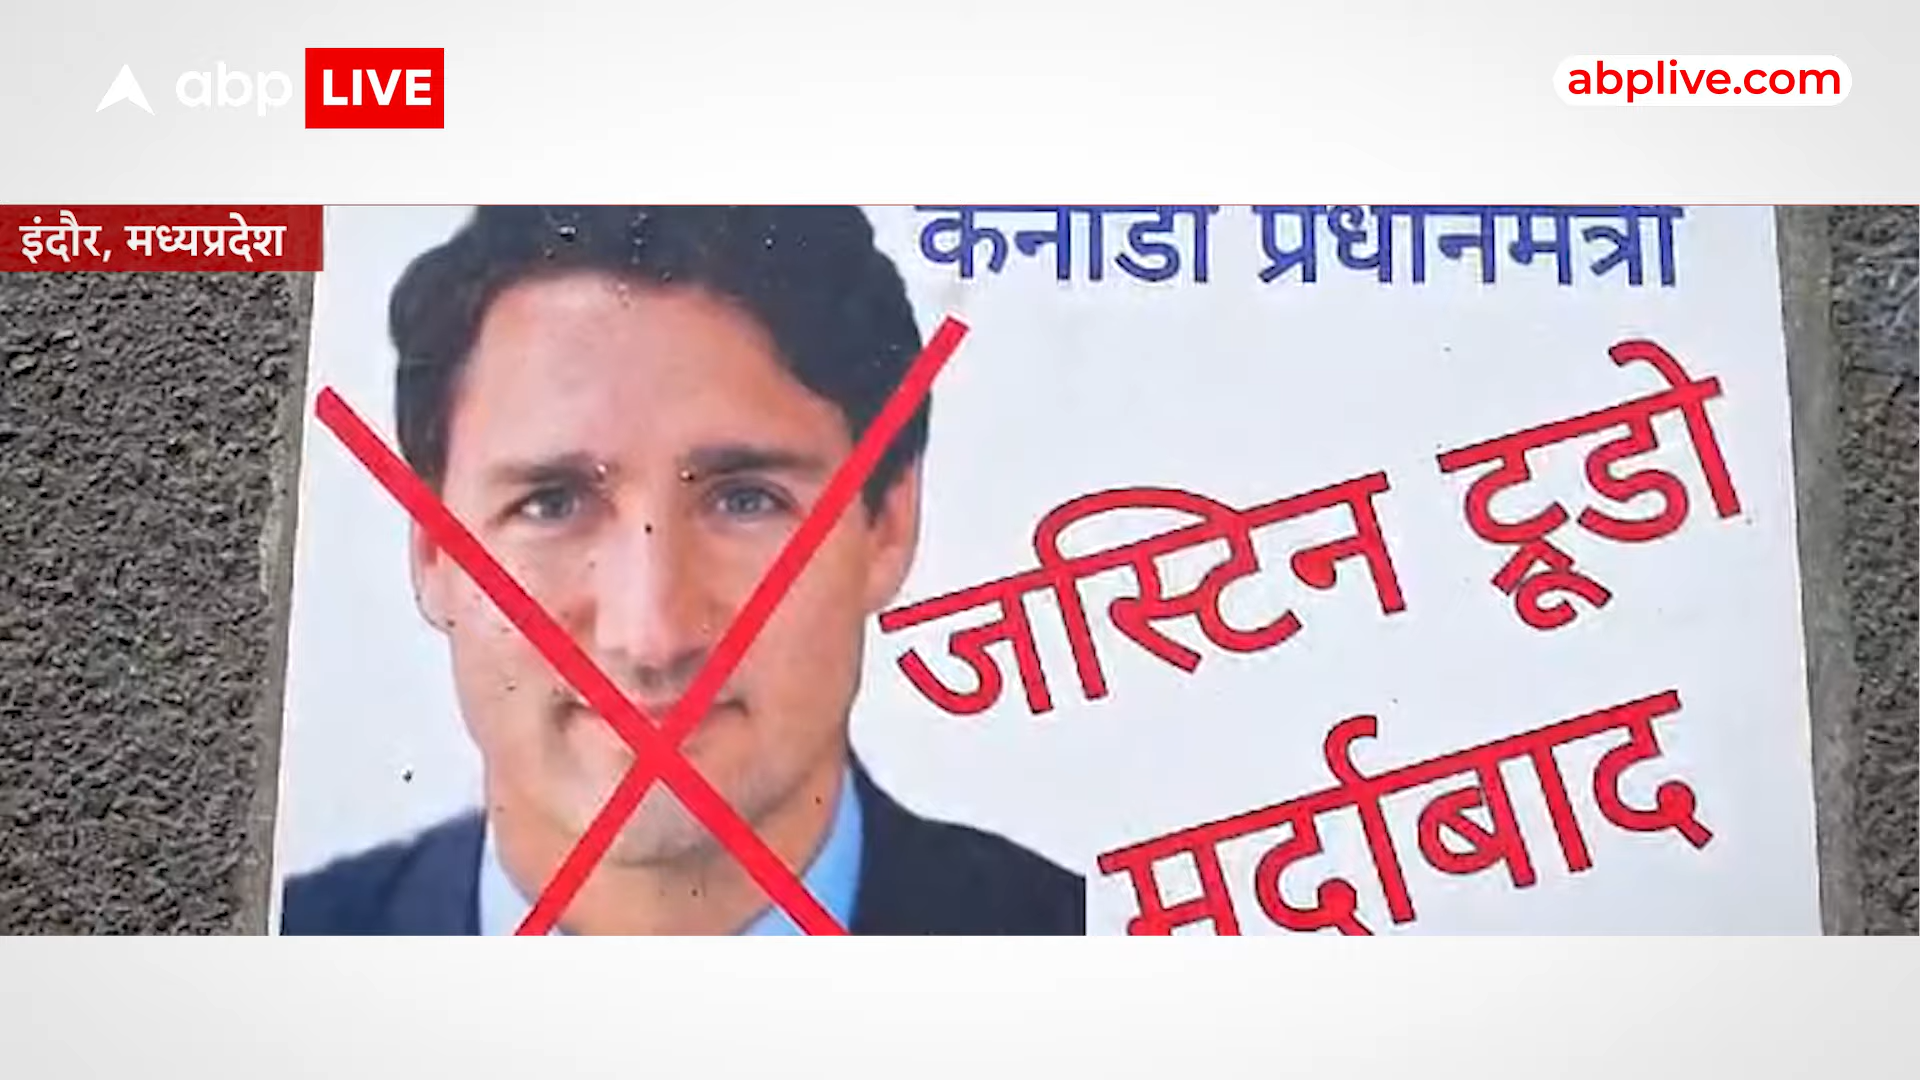 abp LIVE
abplive.com
इंदौर, मध्यप्रदेश
कनाडा प्रधानमंत्री
जस्टिन ट्रूडो
मुर्दाबाद